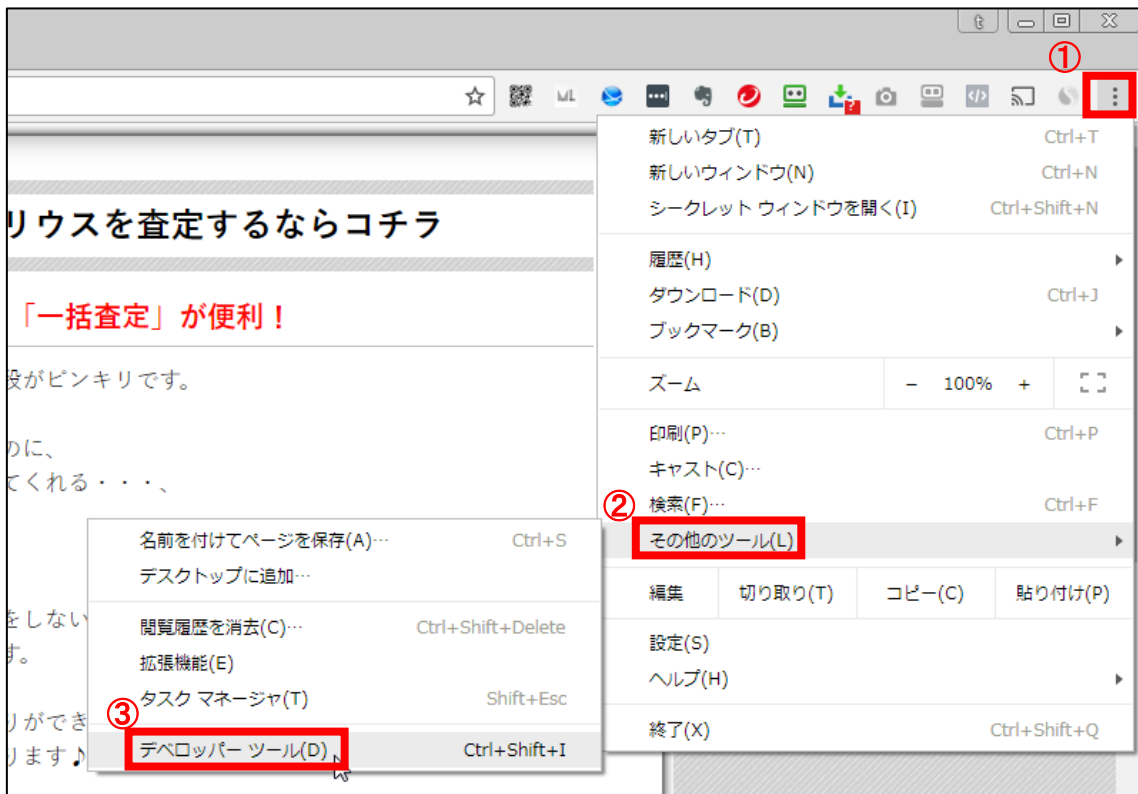 t
①
ML
</>
新しいタブ(T) Ctrl+T
新しいウィンドウ(N) Ctrl+N
シークレット ウィンドウを開く(I) Ctrl+Shift+N
履歴(H)
ダウンロード(D) Ctrl+J
ブックマーク(B)
ズーム － 100% +
印刷(P)… Ctrl+P
キャスト(C)…
② 検索(F)… Ctrl+F
その他のツール(L)
編集 切り取り(T) コピー(C) 貼り付け(P)
設定(S)
ヘルプ(H)
終了(X) Ctrl+Shift+Q
リウスを査定するならコチラ
「一括査定」が便利！
がピンキリです。
のに、
てくれる・・・、
をしない
す。
りができ
ります♪
名前を付けてページを保存(A)… Ctrl+S
デスクトップに追加…
閲覧履歴を消去(C)… Ctrl+Shift+Delete
拡張機能(E)
タスク マネージャ(T) Shift+Esc
③
デベロッパー ツール(D) Ctrl+Shift+I